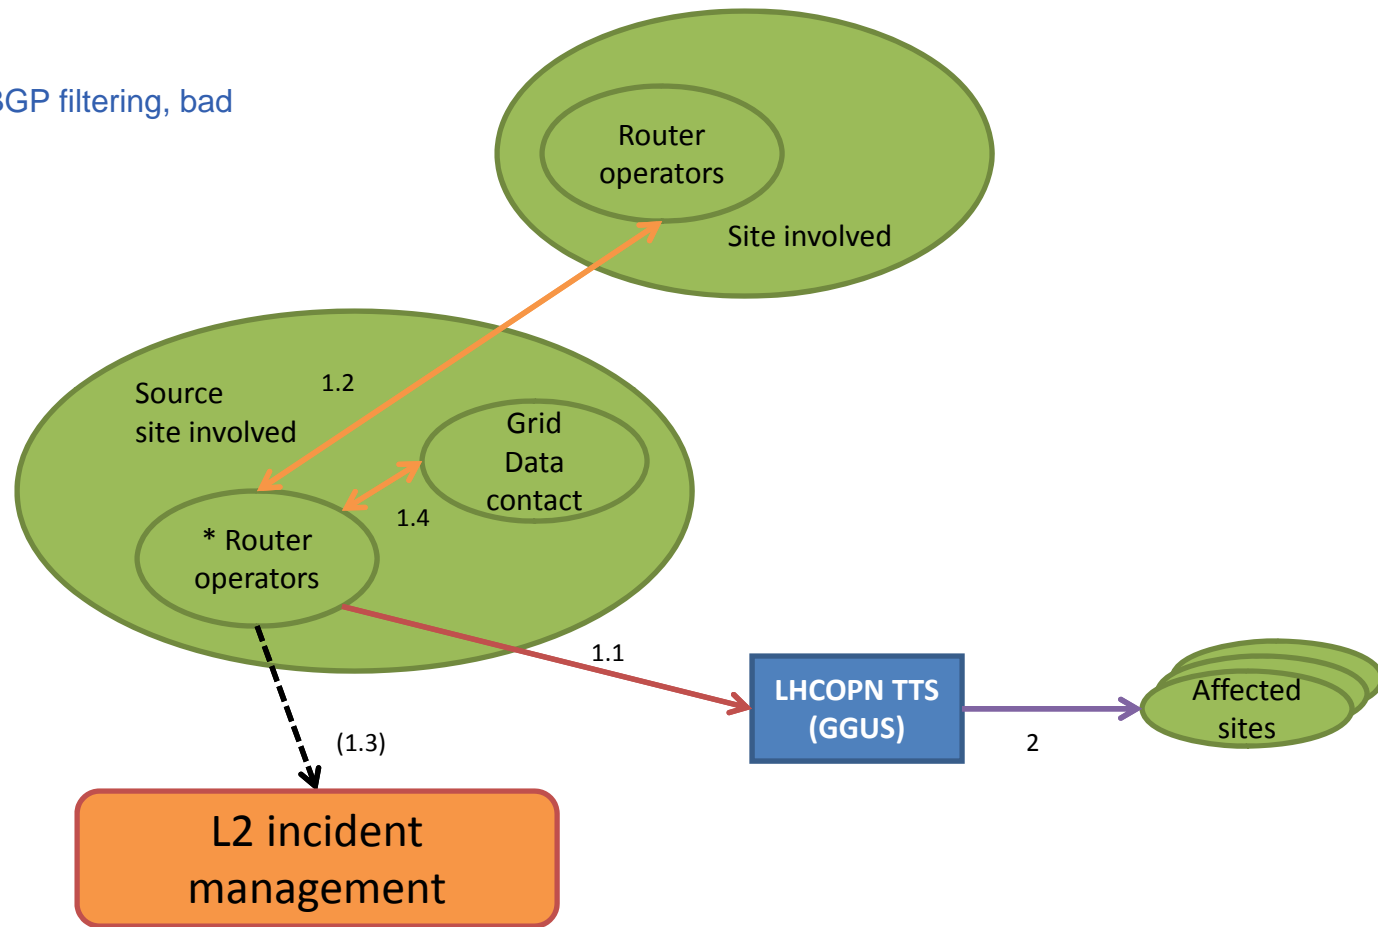 BGP filtering, bad
Router
operators
Site involved
Source
site involved
1.2
Grid
Data
contact
1.4
* Router
operators
1.1
LHCOPN TTS
(GGUS)
2
Affected
sites
(1.3)
L2 incident
management